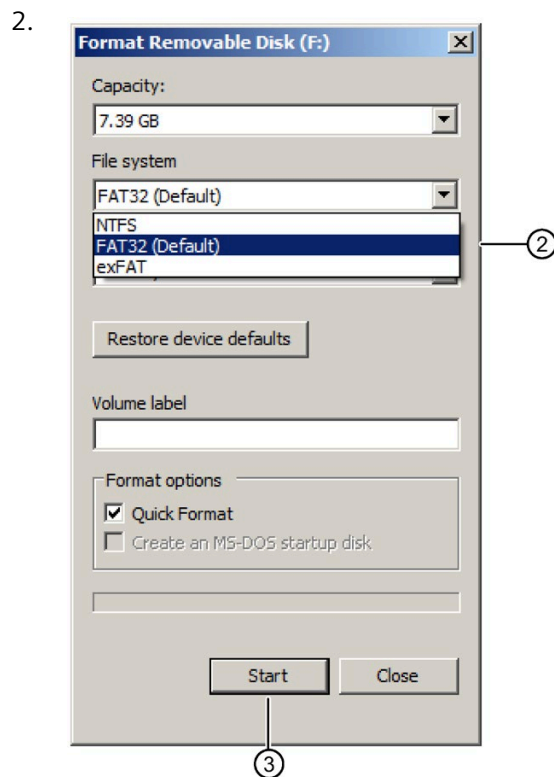 2.
Format Removable Disk (F:)
Capacity:
7.39 GB
File system
FAT32 (Default)
NTFS
FAT32 (Default)
exFAT
②
Restore device defaults
Volume label
Format options
Quick Format
Create an MS-DOS startup disk
Start
Close
③